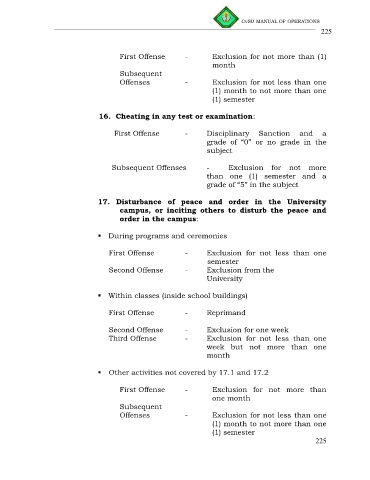 CvSU MANUAL OF OPERATIONS
225
First Offense - Exclusion for not more than (1)
month
Subsequent
Offenses - Exclusion for not less than one
(1) month to not more than one
(1) semester
16. Cheating in any test or examination:
First Offense - Disciplinary Sanction and a
grade of “0” or no grade in the
subject
Subsequent Offenses - Exclusion for not more
than one (1) semester and a
grade of “5” in the subject
17. Disturbance of peace and order in the University
campus, or inciting others to disturb the peace and
order in the campus:
▪ During programs and ceremonies
First Offense - Exclusion for not less than one
semester
Second Offense - Exclusion from the
University
▪ Within classes (inside school buildings)
First Offense - Reprimand
Second Offense - Exclusion for one week
Third Offense - Exclusion for not less than one
week but not more than one
month
▪ Other activities not covered by 17.1 and 17.2
First Offense - Exclusion for not more than
one month
Subsequent
Offenses - Exclusion for not less than one
(1) month to not more than one
(1) semester
225